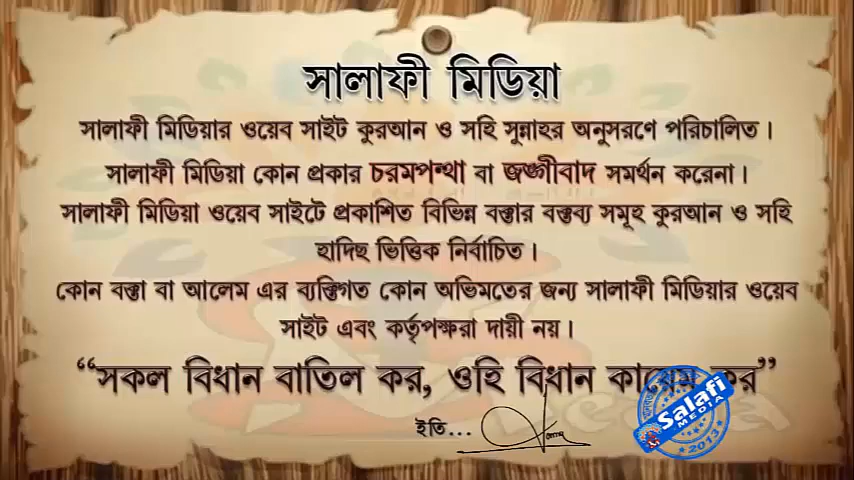 সালাফী মিডিয়া
সালাফী মিডিয়ার ওয়েব সাইট কুরআন ও সহি সুন্নাহর অনুসরণে পরিচালিত।
সালাফী মিডিয়া কোন প্রকার চরমপন্থা বা জঙ্গীবাদ সমর্থন করেনা।
সালাফী মিডিয়া ওয়েব সাইটে প্রকাশিত বিভিন্ন বক্তার বক্তব্য সমূহ কুরআন ও সহি
হাদিছ ভিত্তিক নির্বাচিত।
কোন বক্তা বা আলেম এর ব্যক্তিগত কোন অভিমতের জন্য সালাফী মিডিয়ার ওয়েব
সাইট এবং কর্তৃপক্ষরা দায়ী নয়।
“সকল বিধান বাতিল কর, ওহি বিধান কায়েম কর”
ইতি...
Salafi
MEDIA
2013